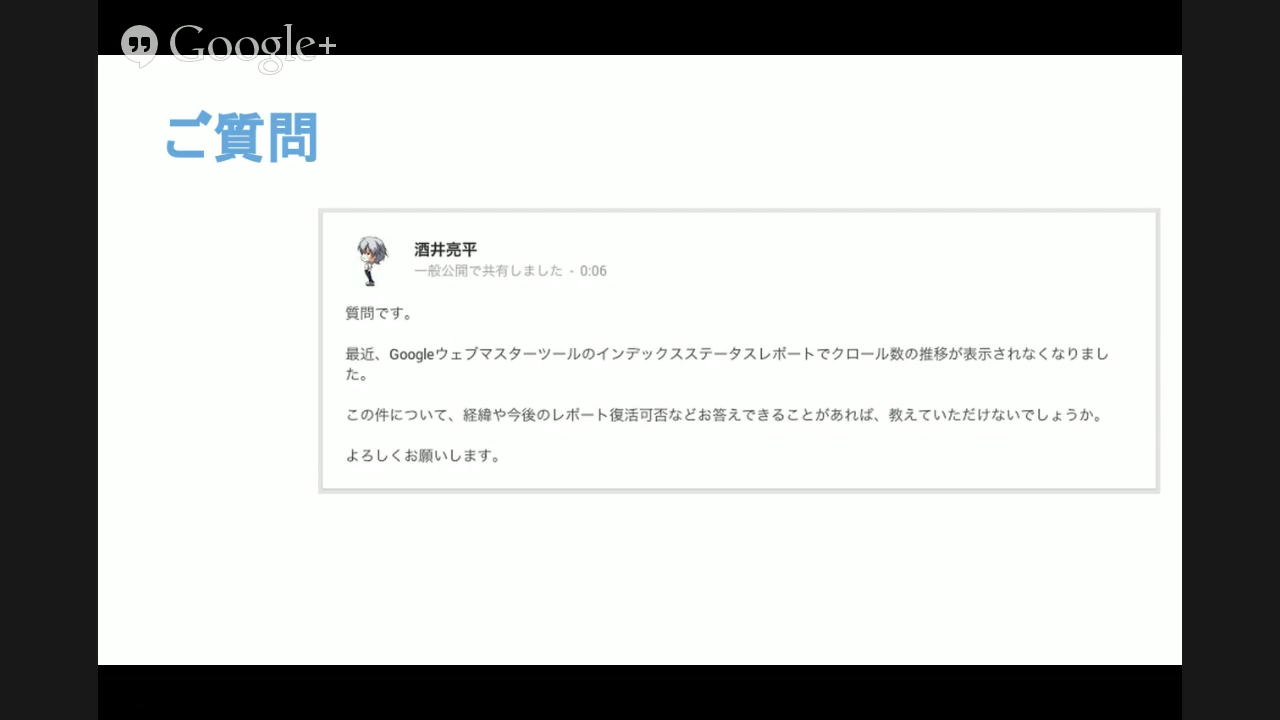 Google+
ご質問
酒井亮平
一般公開で共有しました - 0:06
質問です。
最近、Googleウェブマスターツールのインデックスステータスレポートでクロール数の推移が表示されなくなりまし
た。
この件について、経緯や今後のレポート復活可否などお答えできることがあれば、教えていただけないでしょうか。
よろしくお願いします。